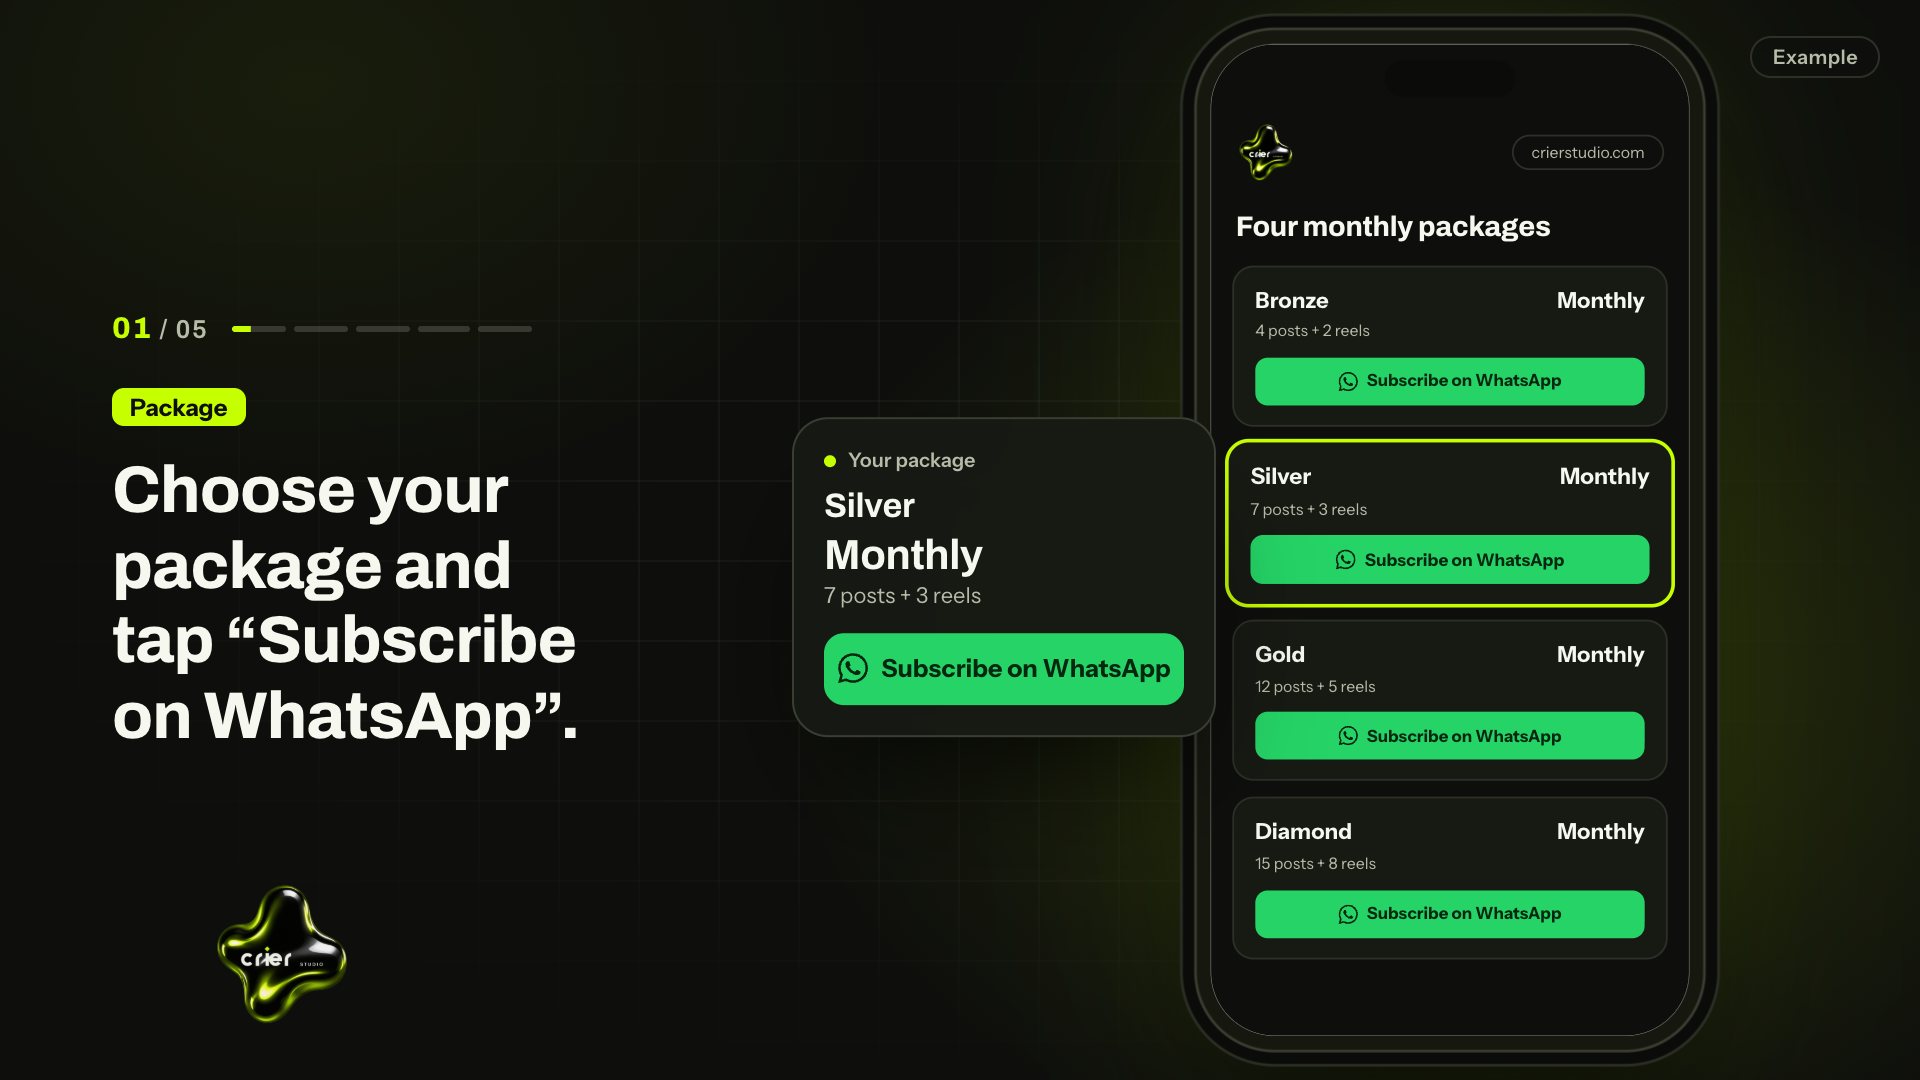 Example
01 / 05
Package
Choose your
package and
tap “Subscribe
on WhatsApp”.
crier STUDIO
Your package
Silver
Monthly
7 posts + 3 reels
Subscribe on WhatsApp
crier
crierstudio.com
Four monthly packages
Bronze Monthly
4 posts + 2 reels
Subscribe on WhatsApp
Silver Monthly
7 posts + 3 reels
Subscribe on WhatsApp
Gold Monthly
12 posts + 5 reels
Subscribe on WhatsApp
Diamond Monthly
15 posts + 8 reels
Subscribe on WhatsApp